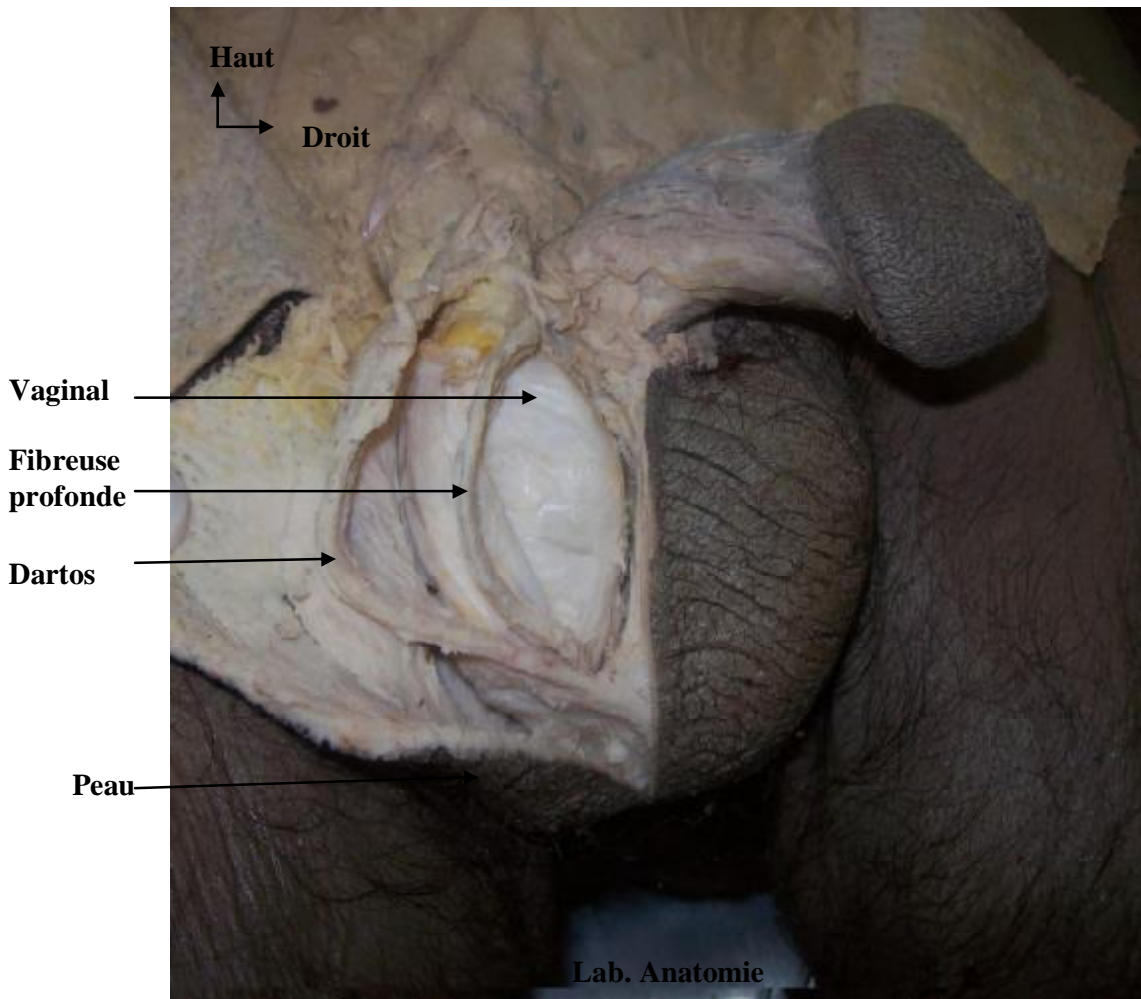 Haut
Droit
Vaginal
Fibreuse
profonde
Dartos
Peau
Lab. Anatomie